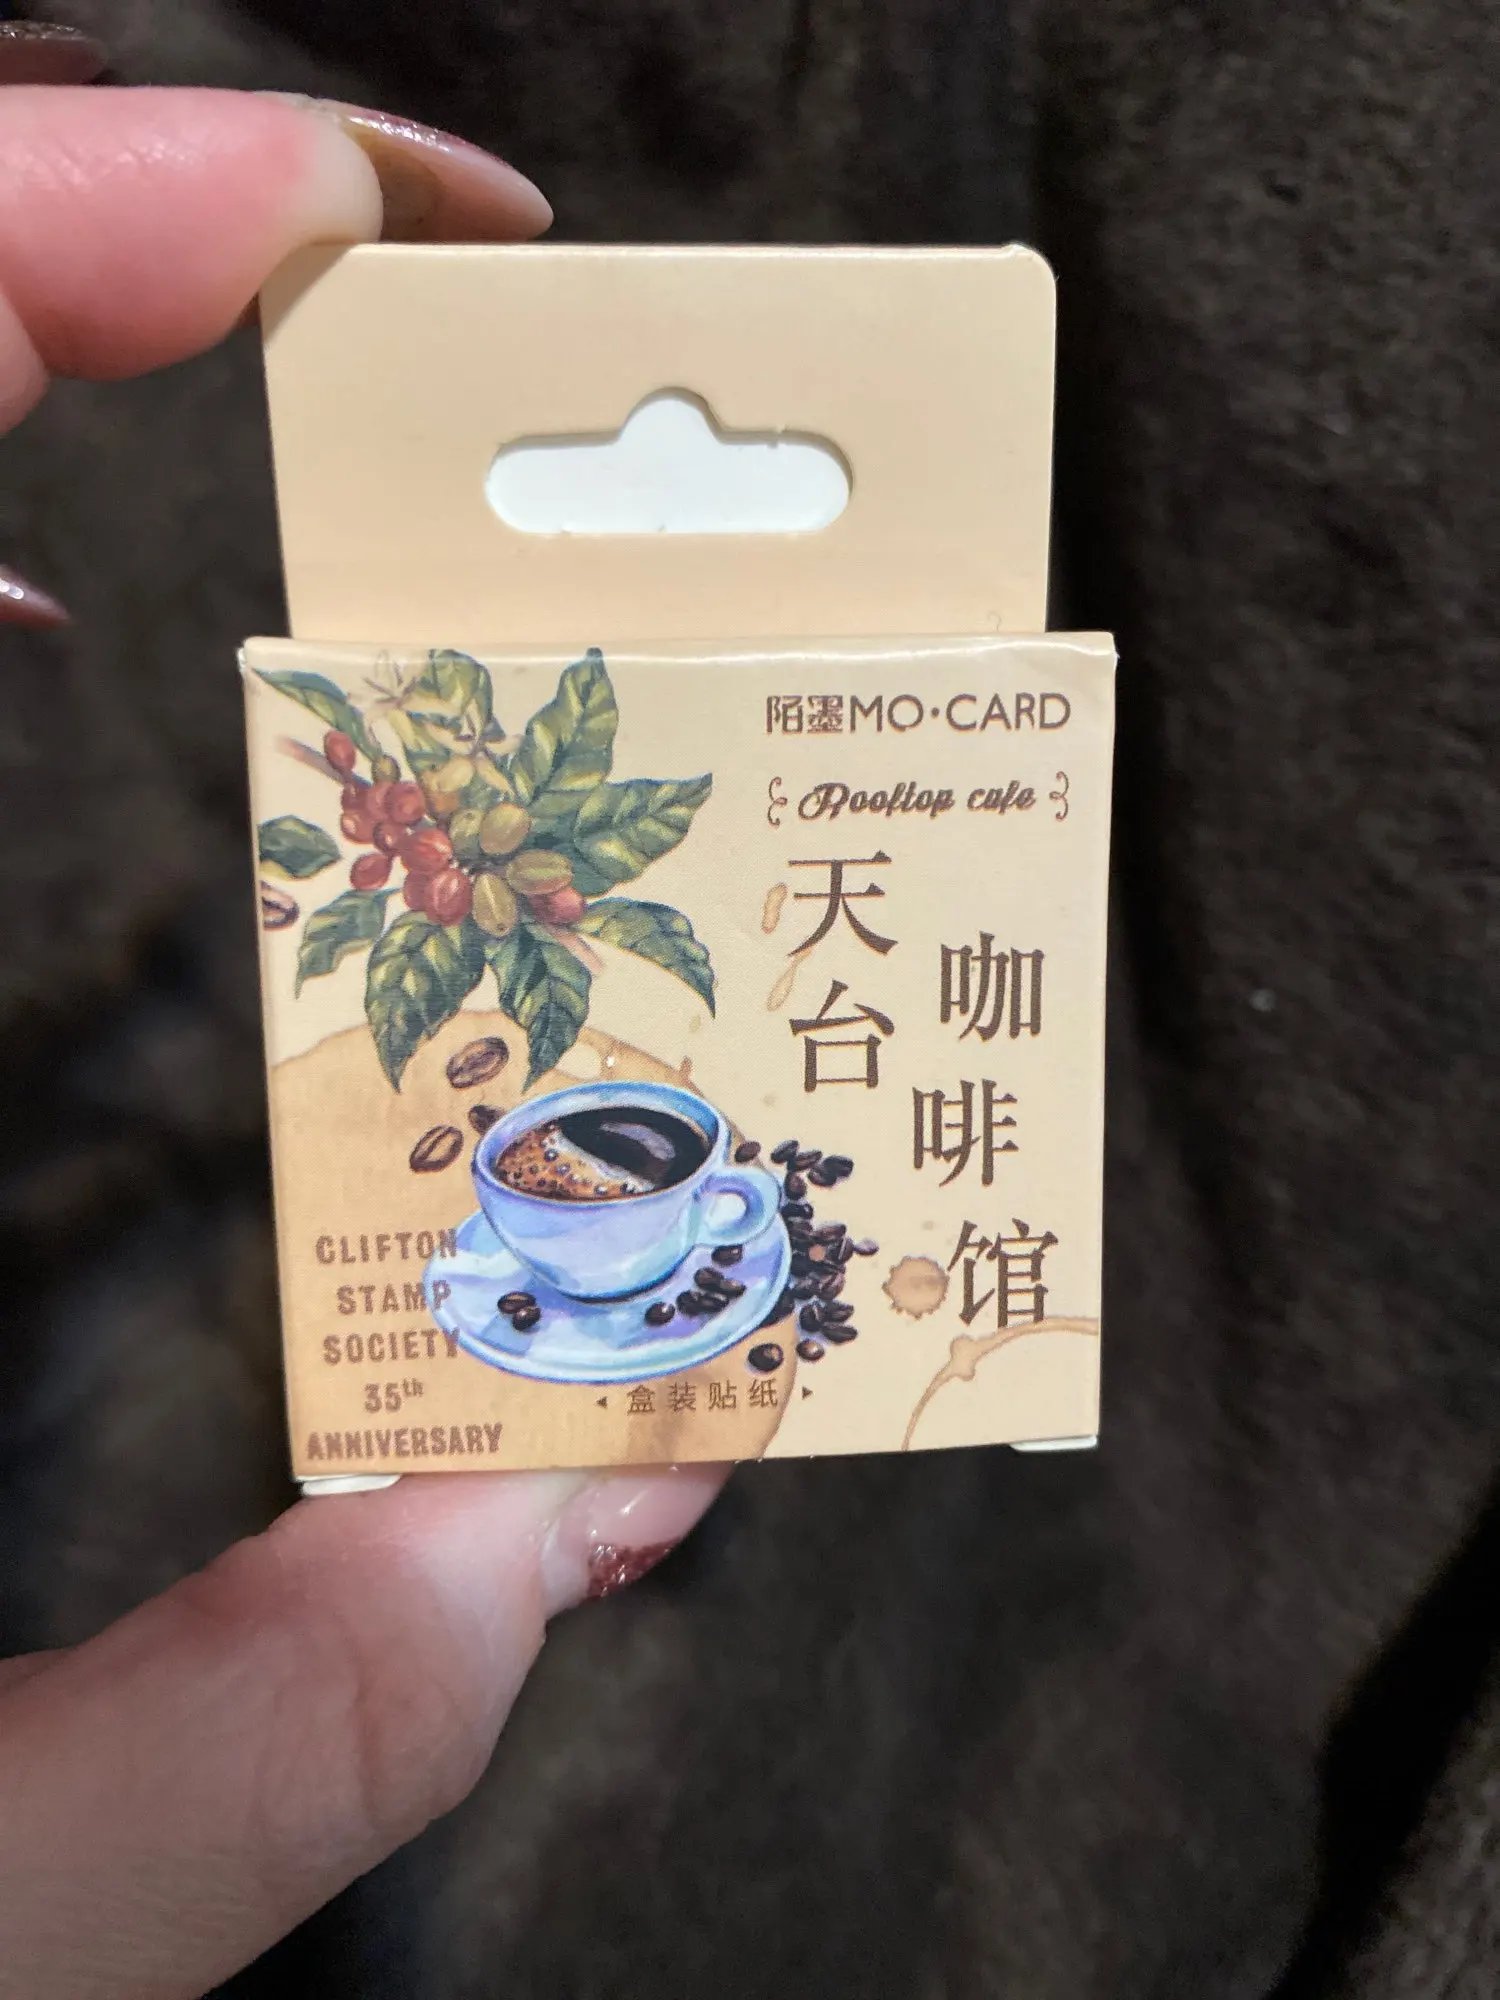 陌墨MO·CARD
Rooftop cafe
天台
咖啡馆
CLIFTON
STAMP
SOCIETY
35th
ANNIVERSARY
盒装贴纸